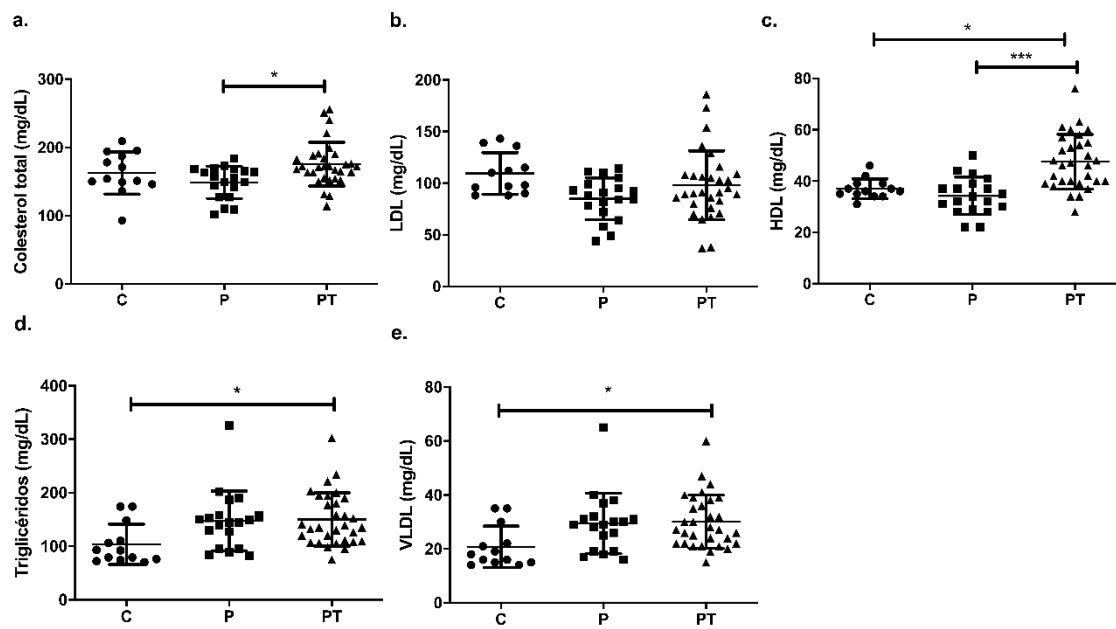 a.
Colesterol total (mg/dL)
300
200
100
0
*
C P PT
b.
LDL (mg/dL)
200
150
100
50
0
C P PT
c.
HDL (mg/dL)
80
60
40
20
0
*
***
C P PT
d.
Triglicéridos (mg/dL)
400
300
200
100
0
*
C P PT
e.
VLDL (mg/dL)
80
60
40
20
0
*
C P PT